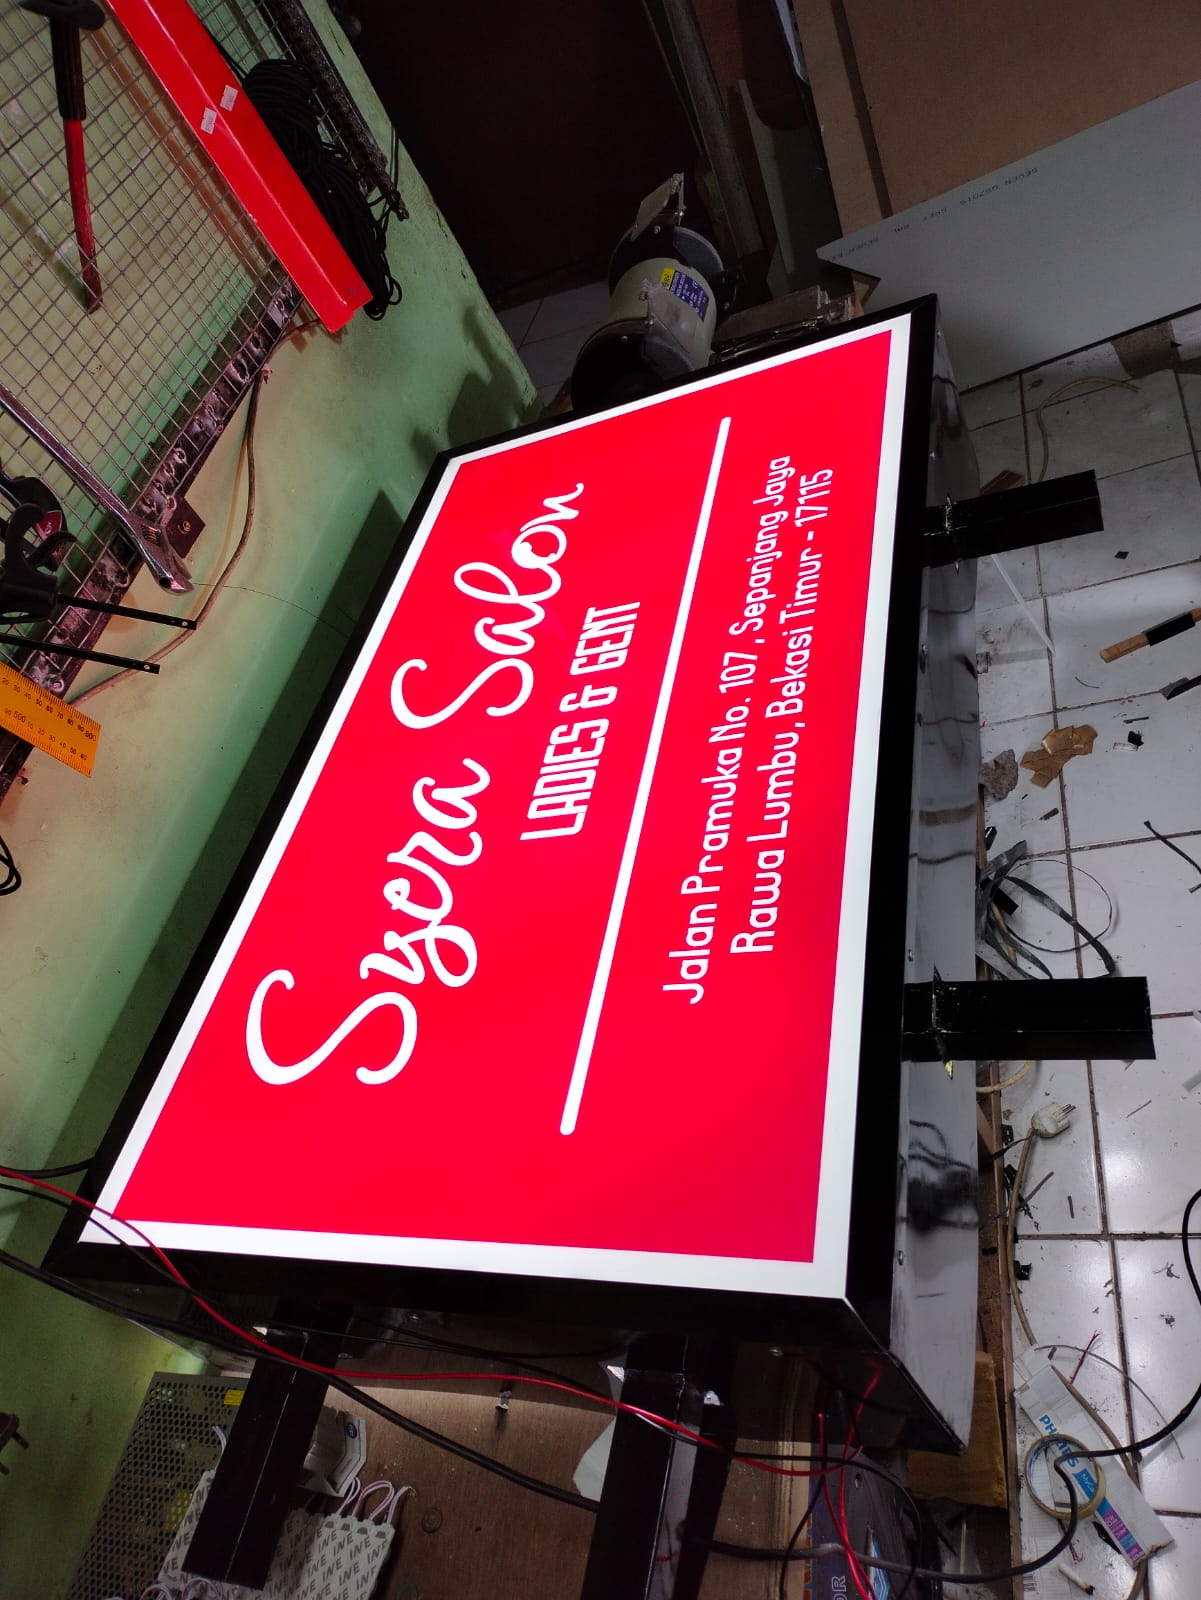 Syera Salon
LADIES & GENT
Jalan Pramuka No. 107, Sepanjang Jaya
Rawa Lumbu, Bekasi Timur - 17115